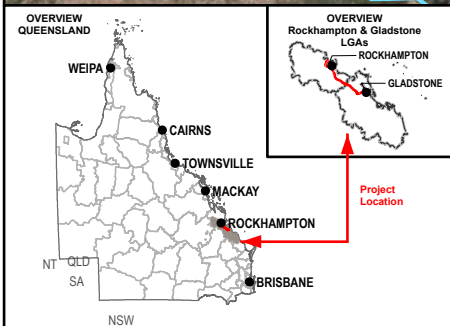 OVERVIEW
QUEENSLAND
WEIPA
CAIRNS
TOWNSVILLE
MACKAY
ROCKHAMPTON
BRISBANE
NT
QLD
SA
NSW
OVERVIEW
Rockhampton & Gladstone
LGAs
ROCKHAMPTON
GLADSTONE
Project
Location